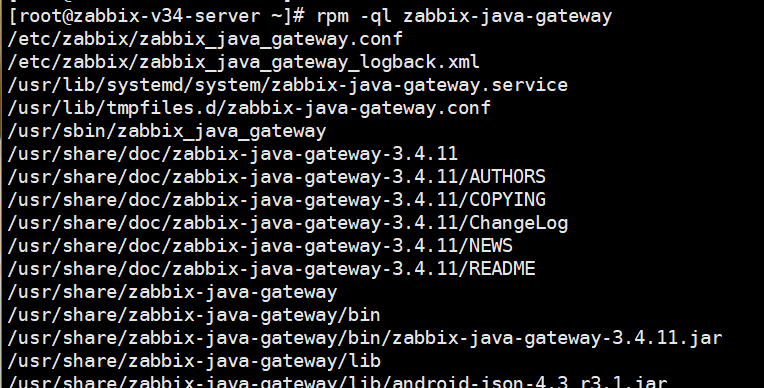 [root@zabbix-v34-server ~]# rpm -ql zabbix-java-gateway
/etc/zabbix/zabbix_java_gateway.conf
/etc/zabbix/zabbix_java_gateway_logback.xml
/usr/lib/systemd/system/zabbix-java-gateway.service
/usr/lib/tmpfiles.d/zabbix-java-gateway.conf
/usr/sbin/zabbix_java_gateway
/usr/share/doc/zabbix-java-gateway-3.4.11
/usr/share/doc/zabbix-java-gateway-3.4.11/AUTHORS
/usr/share/doc/zabbix-java-gateway-3.4.11/COPYING
/usr/share/doc/zabbix-java-gateway-3.4.11/ChangeLog
/usr/share/doc/zabbix-java-gateway-3.4.11/NEWS
/usr/share/doc/zabbix-java-gateway-3.4.11/README
/usr/share/zabbix-java-gateway
/usr/share/zabbix-java-gateway/bin
/usr/share/zabbix-java-gateway/bin/zabbix-java-gateway-3.4.11.jar
/usr/share/zabbix-java-gateway/lib
/usr/share/zabbix-java-gateway/lib/android-json-4.3_r3.1.jar